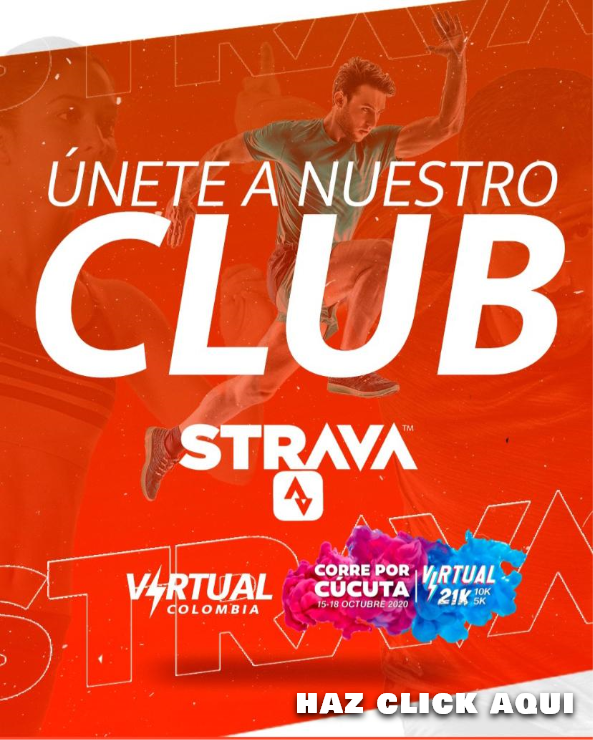 STRAVA
ÚNETE A NUESTRO
CLUB
STRAVA™
STRAVA
VIRTUAL
COLOMBIA
CORRE POR
CÚCUTA
15-18 OCTUBRE 2020
VIRTUAL
21K 10K
5K
HAZ CLICK AQUI